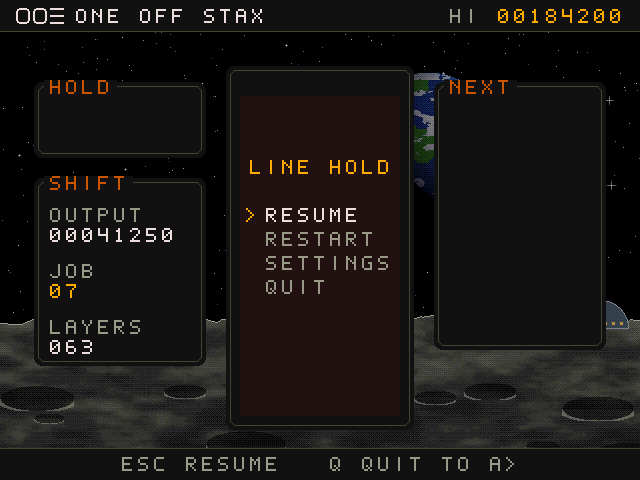 OOE ONE OFF STAX
HI 00184200
HOLD
NEXT
LINE HOLD
> RESUME
RESTART
SETTINGS
QUIT
SHIFT
OUTPUT
00041250
JOB
07
LAYERS
063
ESC RESUME Q QUIT TO A>